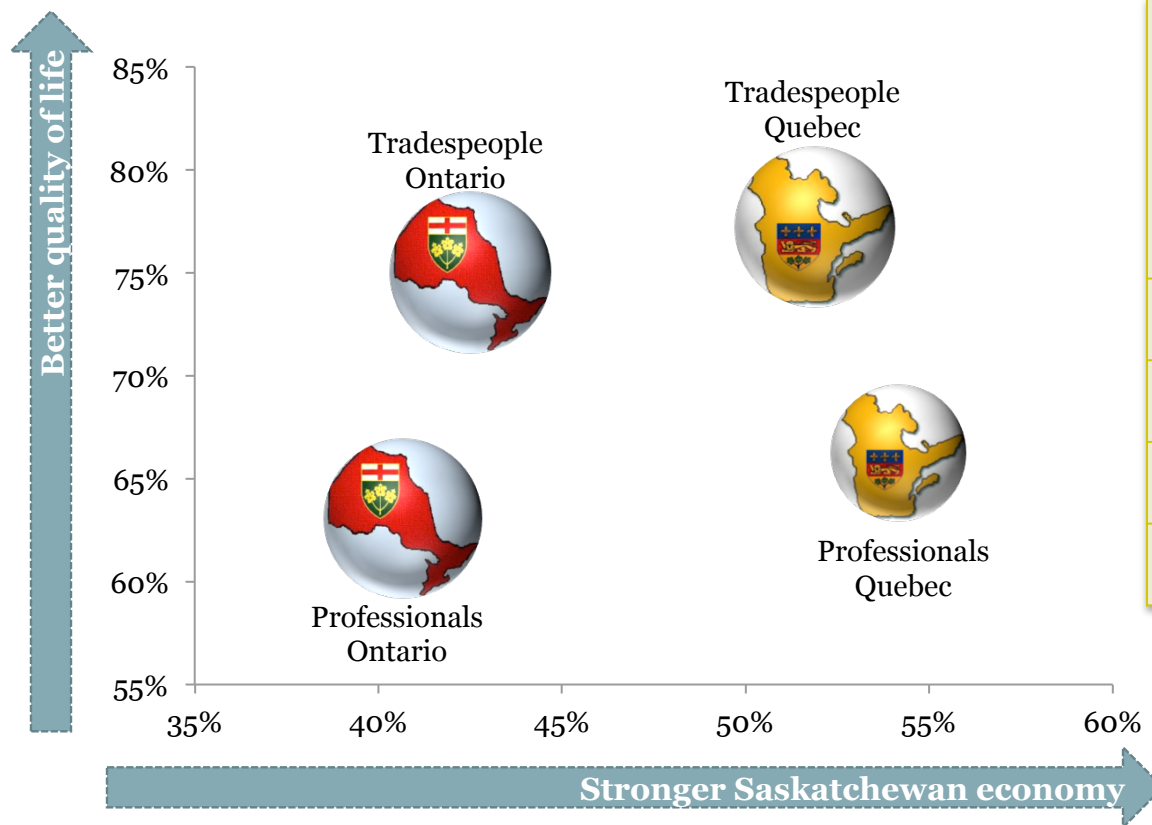 Better quality of life
85%
80%
75%
70%
65%
60%
55%
Tradespeople
Ontario
Tradespeople
Quebec
Professionals
Ontario
Professionals
Quebec
35%
40%
45%
50%
55%
60%
Stronger Saskatchewan economy